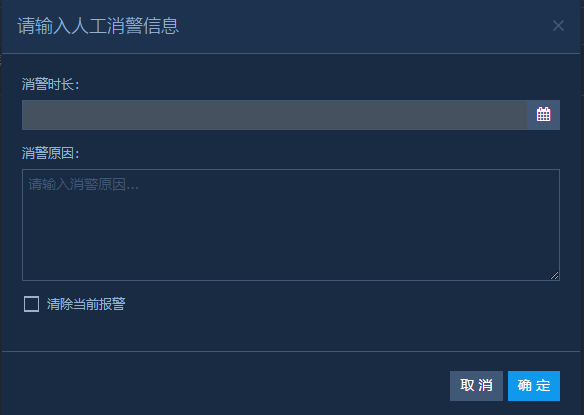 请输入人工消警信息
消警时长：
消警原因：
请输入消警原因...
清除当前报警
取消 确定